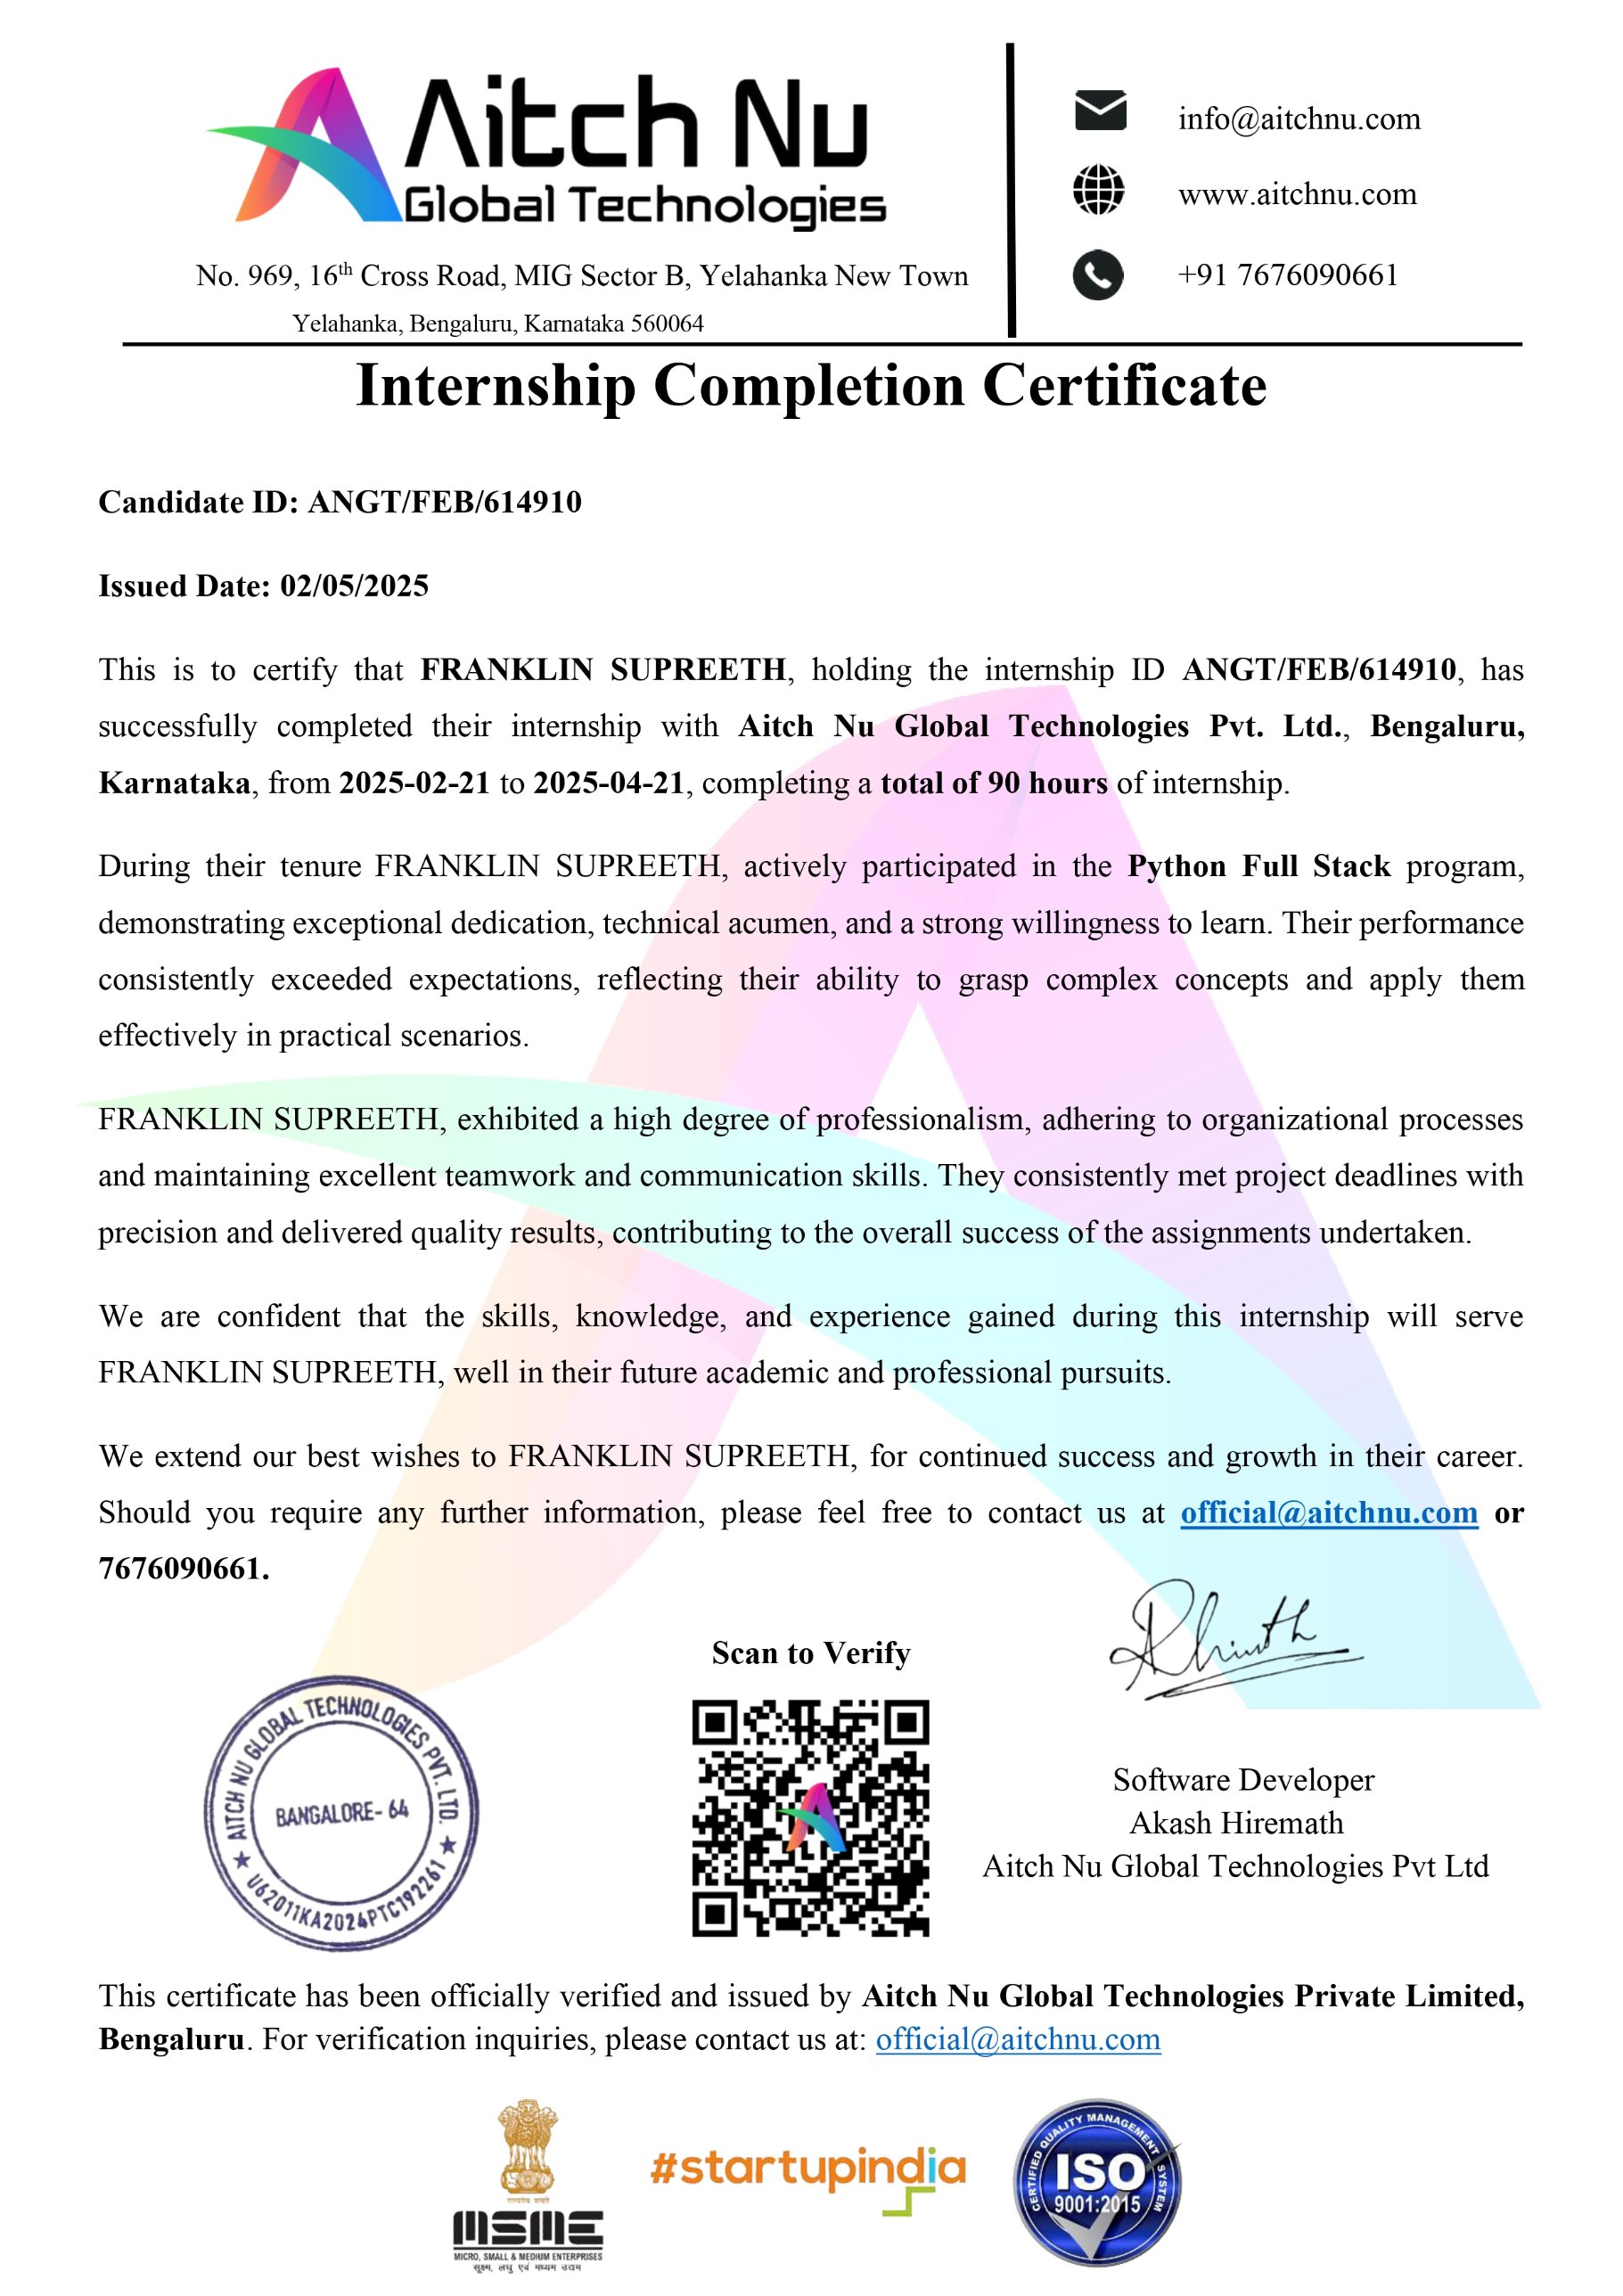 Aitch Nu
Global Technologies
No. 969, 16th Cross Road, MIG Sector B, Yelahanka New Town
Yelahanka, Bengaluru, Karnataka 560064
info@aitchnu.com
www.aitchnu.com
+91 7676090661
Internship Completion Certificate
Candidate ID: ANGT/FEB/614910
Issued Date: 02/05/2025
This is to certify that FRANKLIN SUPREETH, holding the internship ID ANGT/FEB/614910, has
successfully completed their internship with Aitch Nu Global Technologies Pvt. Ltd., Bengaluru,
Karnataka, from 2025-02-21 to 2025-04-21, completing a total of 90 hours of internship.
During their tenure FRANKLIN SUPREETH, actively participated in the Python Full Stack program,
demonstrating exceptional dedication, technical acumen, and a strong willingness to learn. Their performance
consistently exceeded expectations, reflecting their ability to grasp complex concepts and apply them
effectively in practical scenarios.
FRANKLIN SUPREETH, exhibited a high degree of professionalism, adhering to organizational processes
and maintaining excellent teamwork and communication skills. They consistently met project deadlines with
precision and delivered quality results, contributing to the overall success of the assignments undertaken.
We are confident that the skills, knowledge, and experience gained during this internship will serve
FRANKLIN SUPREETH, well in their future academic and professional pursuits.
We extend our best wishes to FRANKLIN SUPREETH, for continued success and growth in their career.
Should you require any further information, please feel free to contact us at official@aitchnu.com or
7676090661.
Scan to Verify
AITCH NU GLOBAL TECHNOLOGIES PVT. LTD.
BANGALORE- 64
★ U62011KA2024PTC192261 ★
Software Developer
Akash Hiremath
Aitch Nu Global Technologies Pvt Ltd
This certificate has been officially verified and issued by Aitch Nu Global Technologies Private Limited,
Bengaluru. For verification inquiries, please contact us at: official@aitchnu.com
सत्यमेव जयते
MSME
MICRO, SMALL & MEDIUM ENTERPRISES
सूक्ष्म, लघु एवं मध्यम उद्यम
#startupindia
CERTIFIED QUALITY MANAGEMENT SYSTEM
ISO
9001:2015